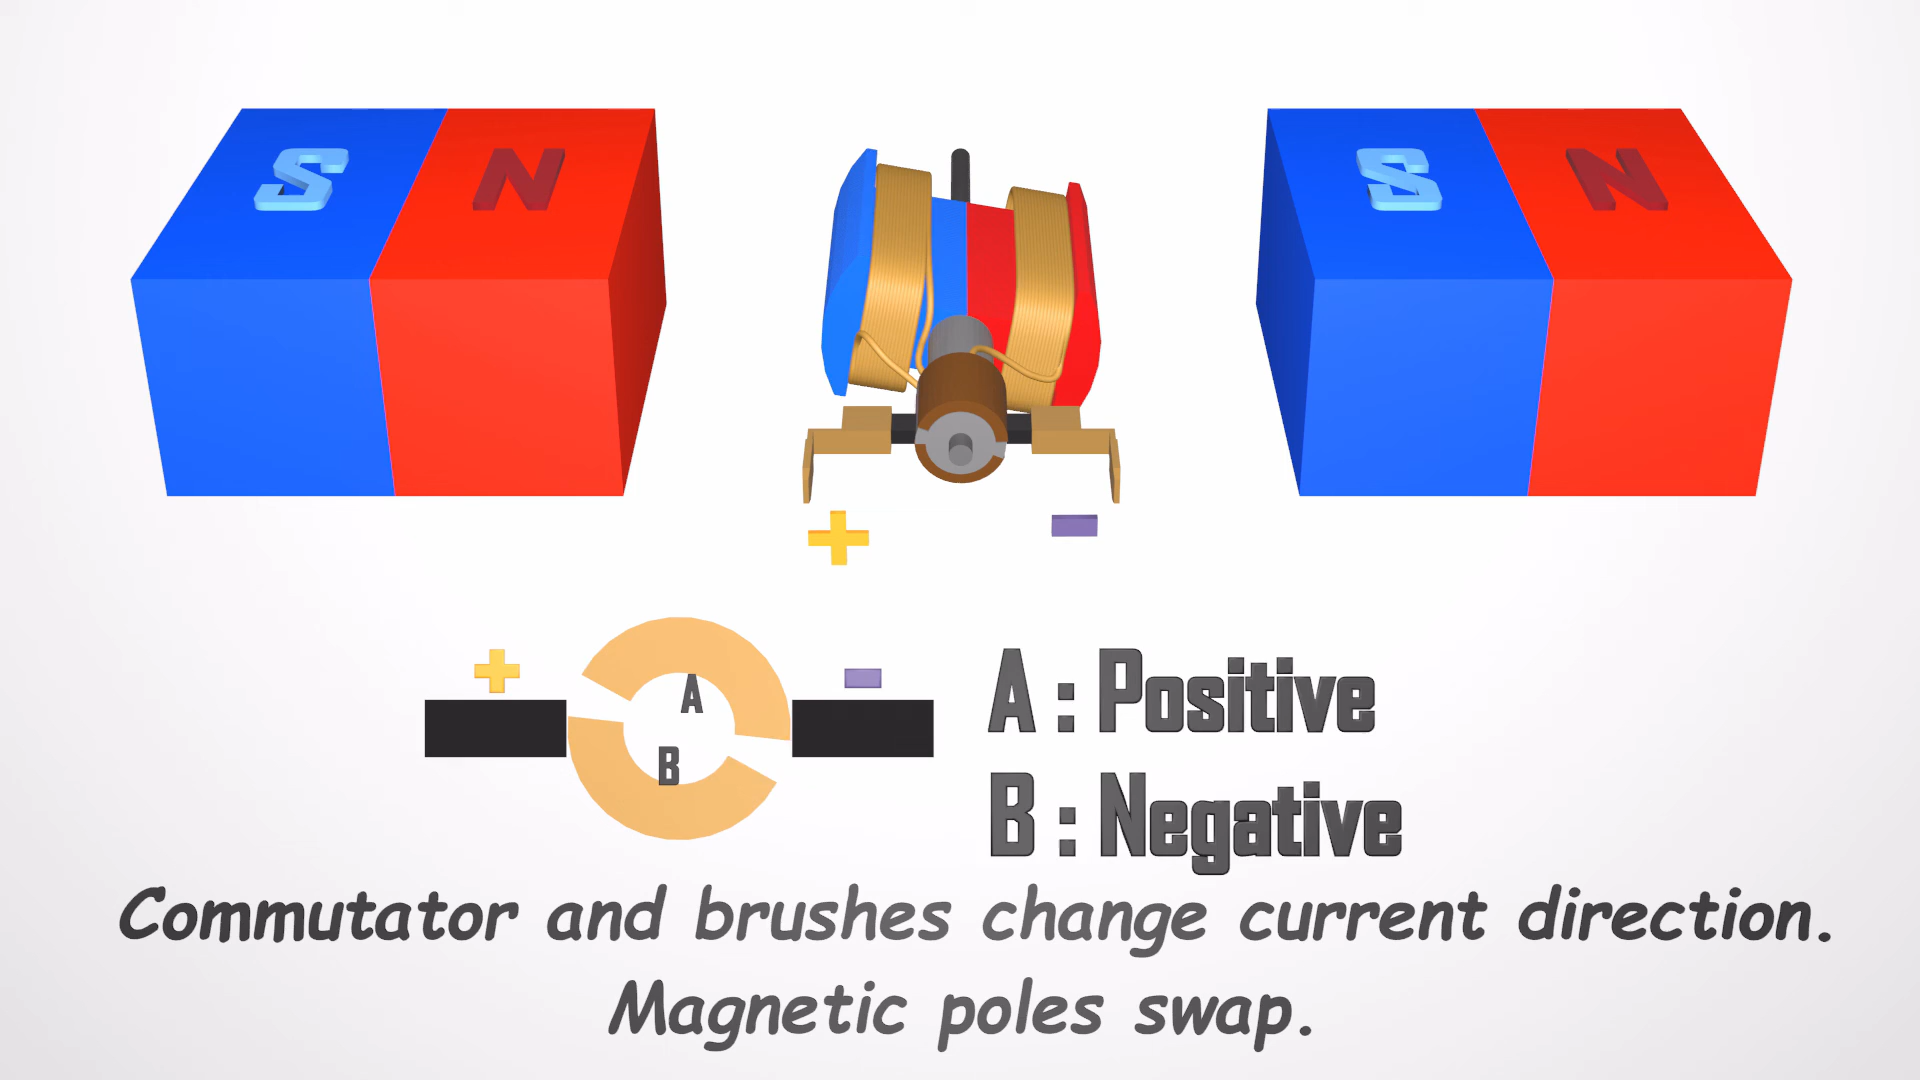 S N S N
+ -
+ -
A
B
A : Positive
B : Negative
Commutator and brushes change current direction.
Magnetic poles swap.